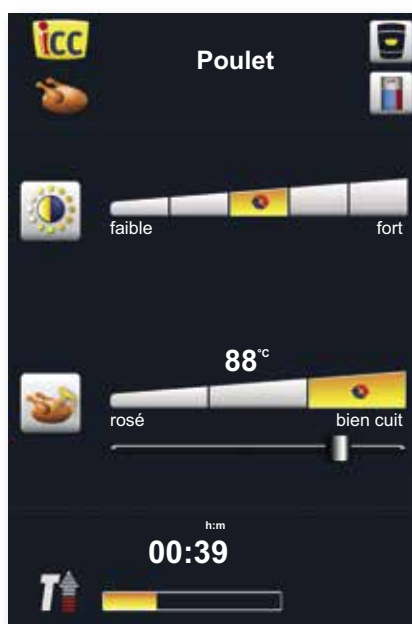 iCC
Poulet
faible fort
88°C
rosé bien cuit
h:m
00:39
T